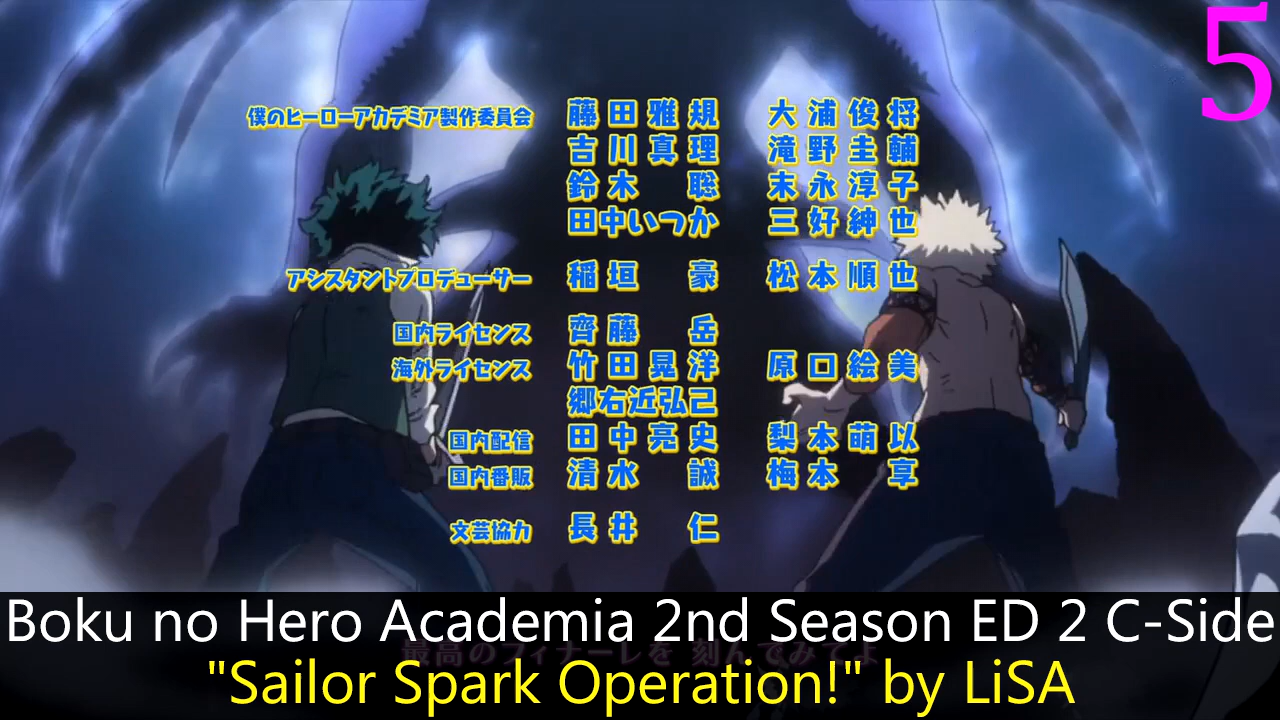 5
僕のヒーローアカデミア製作委員会 藤田雅規 大浦俊将
吉川真理 滝野圭輔
鈴木聡 末永淳子
田中いつか 三好紳也
アシスタントプロデューサー 稲垣豪 松本順也
国内ライセンス 齊藤岳
海外ライセンス 竹田晃洋 原口絵美
郷右近弘己
国内配信 田中亮史 梨本萌以
国内番販 清水誠 梅本享
文芸協力 長井仁
Boku no Hero Academia 2nd Season ED 2 C-Side
最高のフィナーレを 刻んでみてよ
"Sailor Spark Operation!" by LiSA